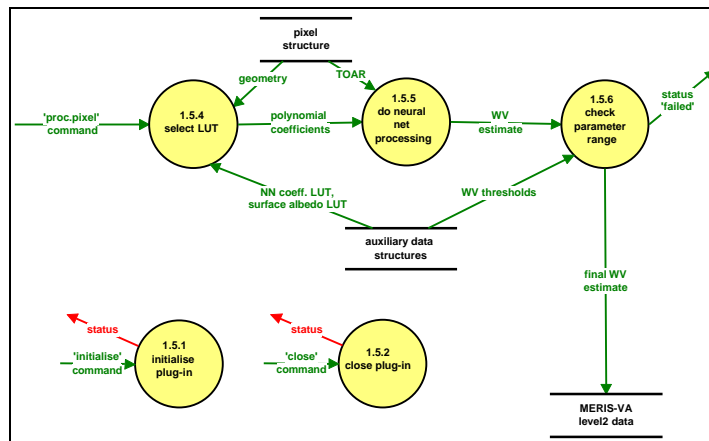 pixel
structure
geometry
TOAR
'proc.pixel'
command
1.5.4
select LUT
polynomial
coefficients
1.5.5
do neural
net
processing
WV
estimate
1.5.6
check
parameter
range
status
'failed'
NN coeff. LUT,
surface albedo LUT
WV thresholds
auxiliary data
structures
final WV
estimate
status
'initialise'
command
1.5.1
initialise
plug-in
status
'close'
command
1.5.2
close plug-in
MERIS-VA
level2 data